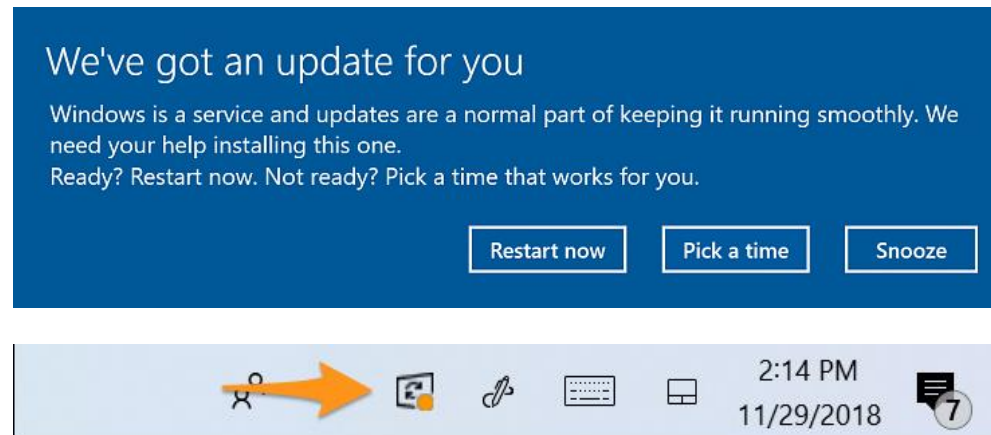 We've got an update for you
Windows is a service and updates are a normal part of keeping it running smoothly. We
need your help installing this one.
Ready? Restart now. Not ready? Pick a time that works for you.
Restart now Pick a time Snooze
2:14 PM
11/29/2018
7